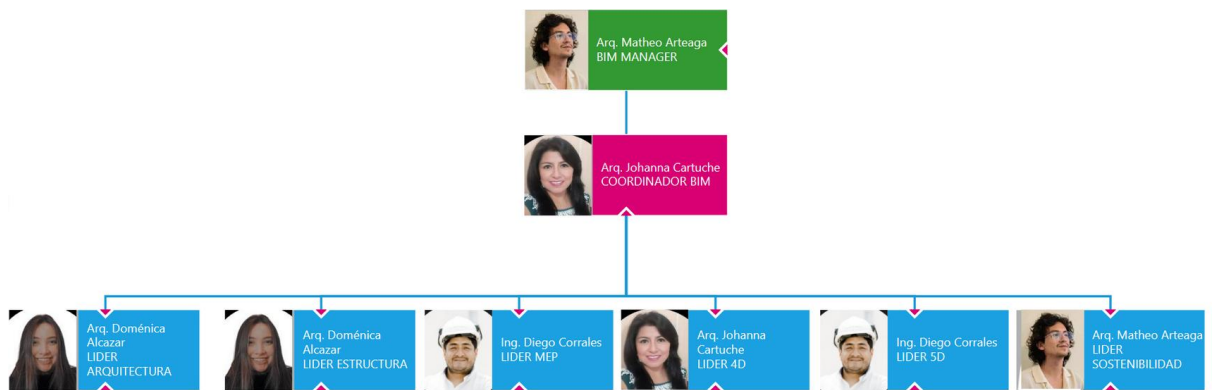 Arq. Matheo Arteaga
BIM MANAGER
Arq. Johanna Cartuche
COORDINADOR BIM
Arq. Doménica
Alcazar
LIDER
ARQUITECTURA
Arq. Doménica
Alcazar
LIDER ESTRUCTURA
Ing. Diego Corrales
LIDER MEP
Arq. Johanna
Cartuche
LIDER 4D
Ing. Diego Corrales
LIDER 5D
Arq. Matheo Arteaga
LIDER
SOSTENIBILIDAD